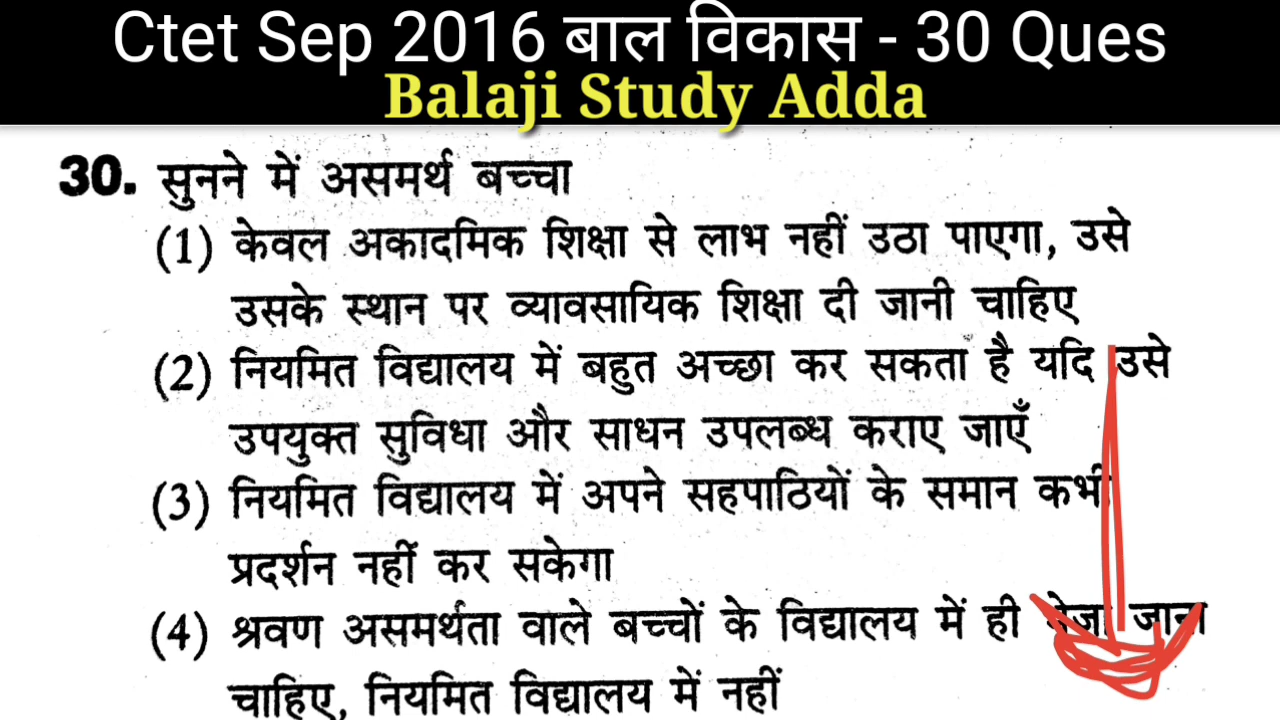 Ctet Sep 2016 बाल विकास - 30 Ques
Balaji Study Adda
30. सुनने में असमर्थ बच्चा
(1) केवल अकादमिक शिक्षा से लाभ नहीं उठा पाएगा, उसे
उसके स्थान पर व्यावसायिक शिक्षा दी जानी चाहिए
(2) नियमित विद्यालय में बहुत अच्छा कर सकता है यदि उसे
उपयुक्त सुविधा और साधन उपलब्ध कराए जाएँ
(3) नियमित विद्यालय में अपने सहपाठियों के समान कभी
प्रदर्शन नहीं कर सकेगा
(4) श्रवण असमर्थता वाले बच्चों के विद्यालय में ही भेजा जाना
चाहिए, नियमित विद्यालय में नहीं